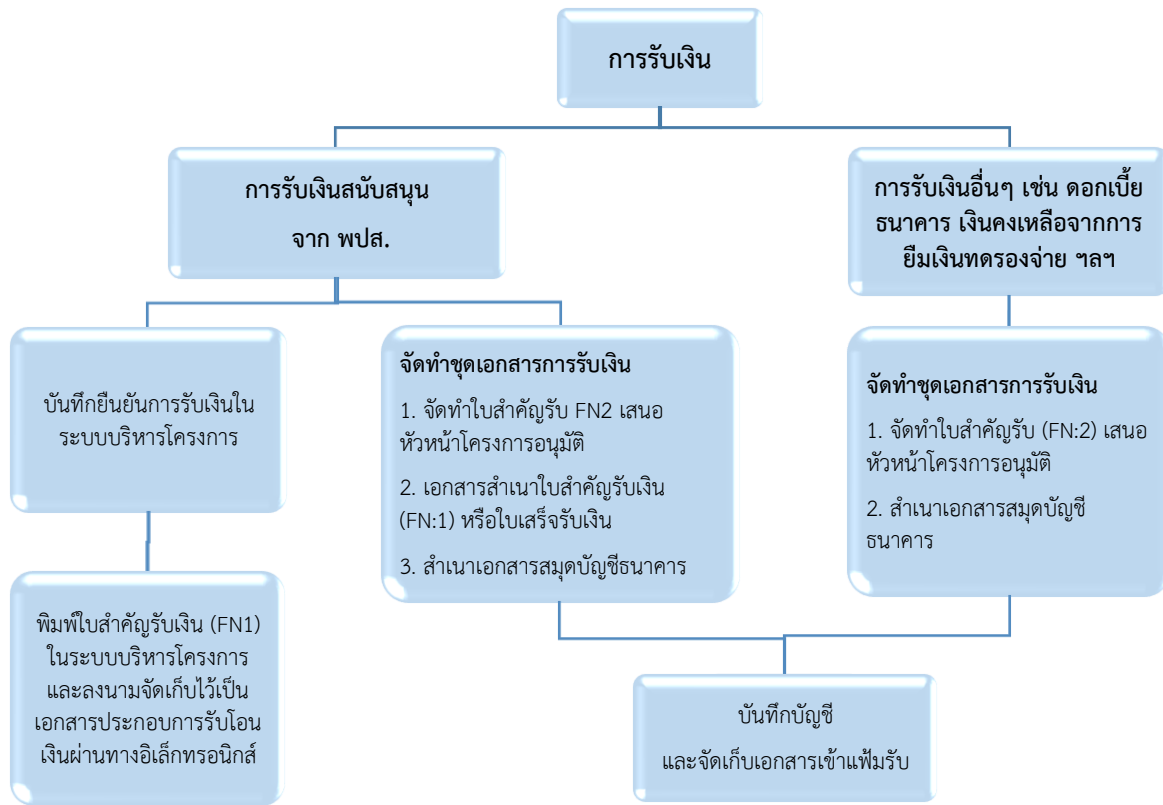 การรับเงิน
การรับเงินสนับสนุน
จาก พปส.
การรับเงินอื่นๆ เช่น ดอกเบี้ย
ธนาคาร เงินคงเหลือจากการ
ยืมเงินทดรองจ่าย ฯลฯ
บันทึกยืนยันการรับเงินใน
ระบบบริหารโครงการ
จัดทำชุดเอกสารการรับเงิน
1. จัดทำใบสำคัญรับ FN2 เสนอ
หัวหน้าโครงการอนุมัติ
2. เอกสารสำเนาใบสำคัญรับเงิน
(FN:1) หรือใบเสร็จรับเงิน
3. สำเนาเอกสารสมุดบัญชีธนาคาร
จัดทำชุดเอกสารการรับเงิน
1. จัดทำใบสำคัญรับ (FN:2) เสนอ
หัวหน้าโครงการอนุมัติ
2. สำเนาเอกสารสมุดบัญชี
ธนาคาร
พิมพ์ใบสำคัญรับเงิน (FN1)
ในระบบบริหารโครงการ
และลงนามจัดเก็บไว้เป็น
เอกสารประกอบการรับโอน
เงินผ่านทางอิเล็กทรอนิกส์
บันทึกบัญชี
และจัดเก็บเอกสารเข้าแฟ้มรับ